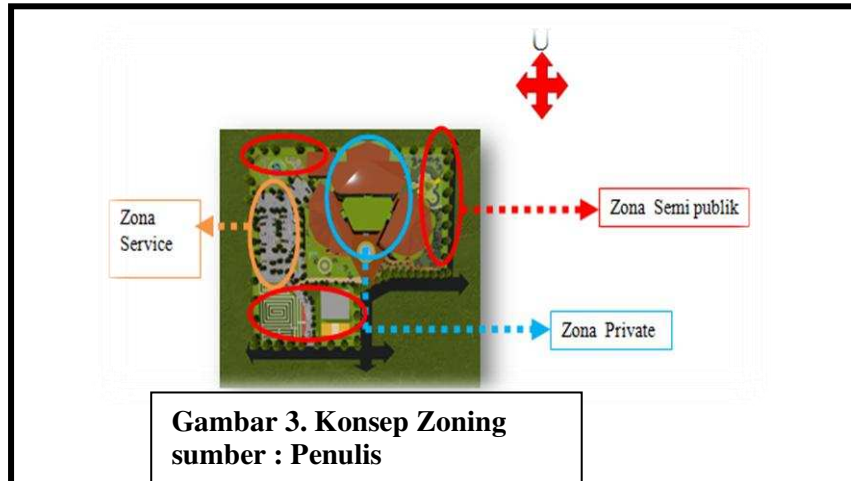 U
Zona
Service
Zona Semi publik
Zona Private
Gambar 3. Konsep Zoning
sumber : Penulis